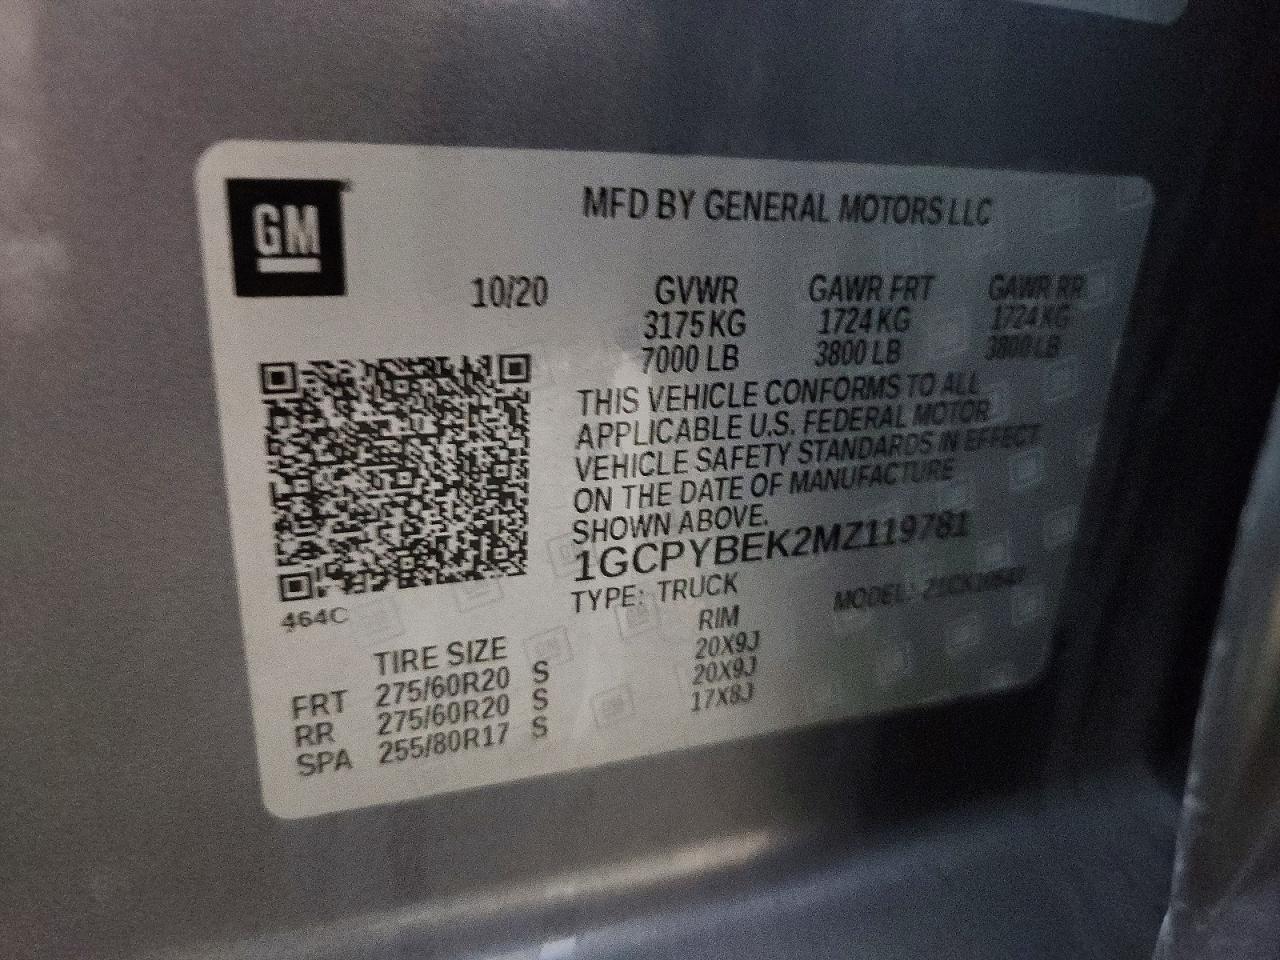 GM
MFD BY GENERAL MOTORS LLC
10/20 GVWR GAWR FRT GAWR RR
3175 KG 1724 KG 1724 KG
7000 LB 3800 LB 3800 LB
THIS VEHICLE CONFORMS TO ALL
APPLICABLE U.S. FEDERAL MOTOR
VEHICLE SAFETY STANDARDS IN EFFECT
ON THE DATE OF MANUFACTURE
SHOWN ABOVE.
1GCPYBEK2MZ119781
TYPE: TRUCK MODEL:
464C
TIRE SIZE RIM
FRT 275/60R20 S 20X9J
RR 275/60R20 S 20X9J
SPA 255/80R17 S 17X8J